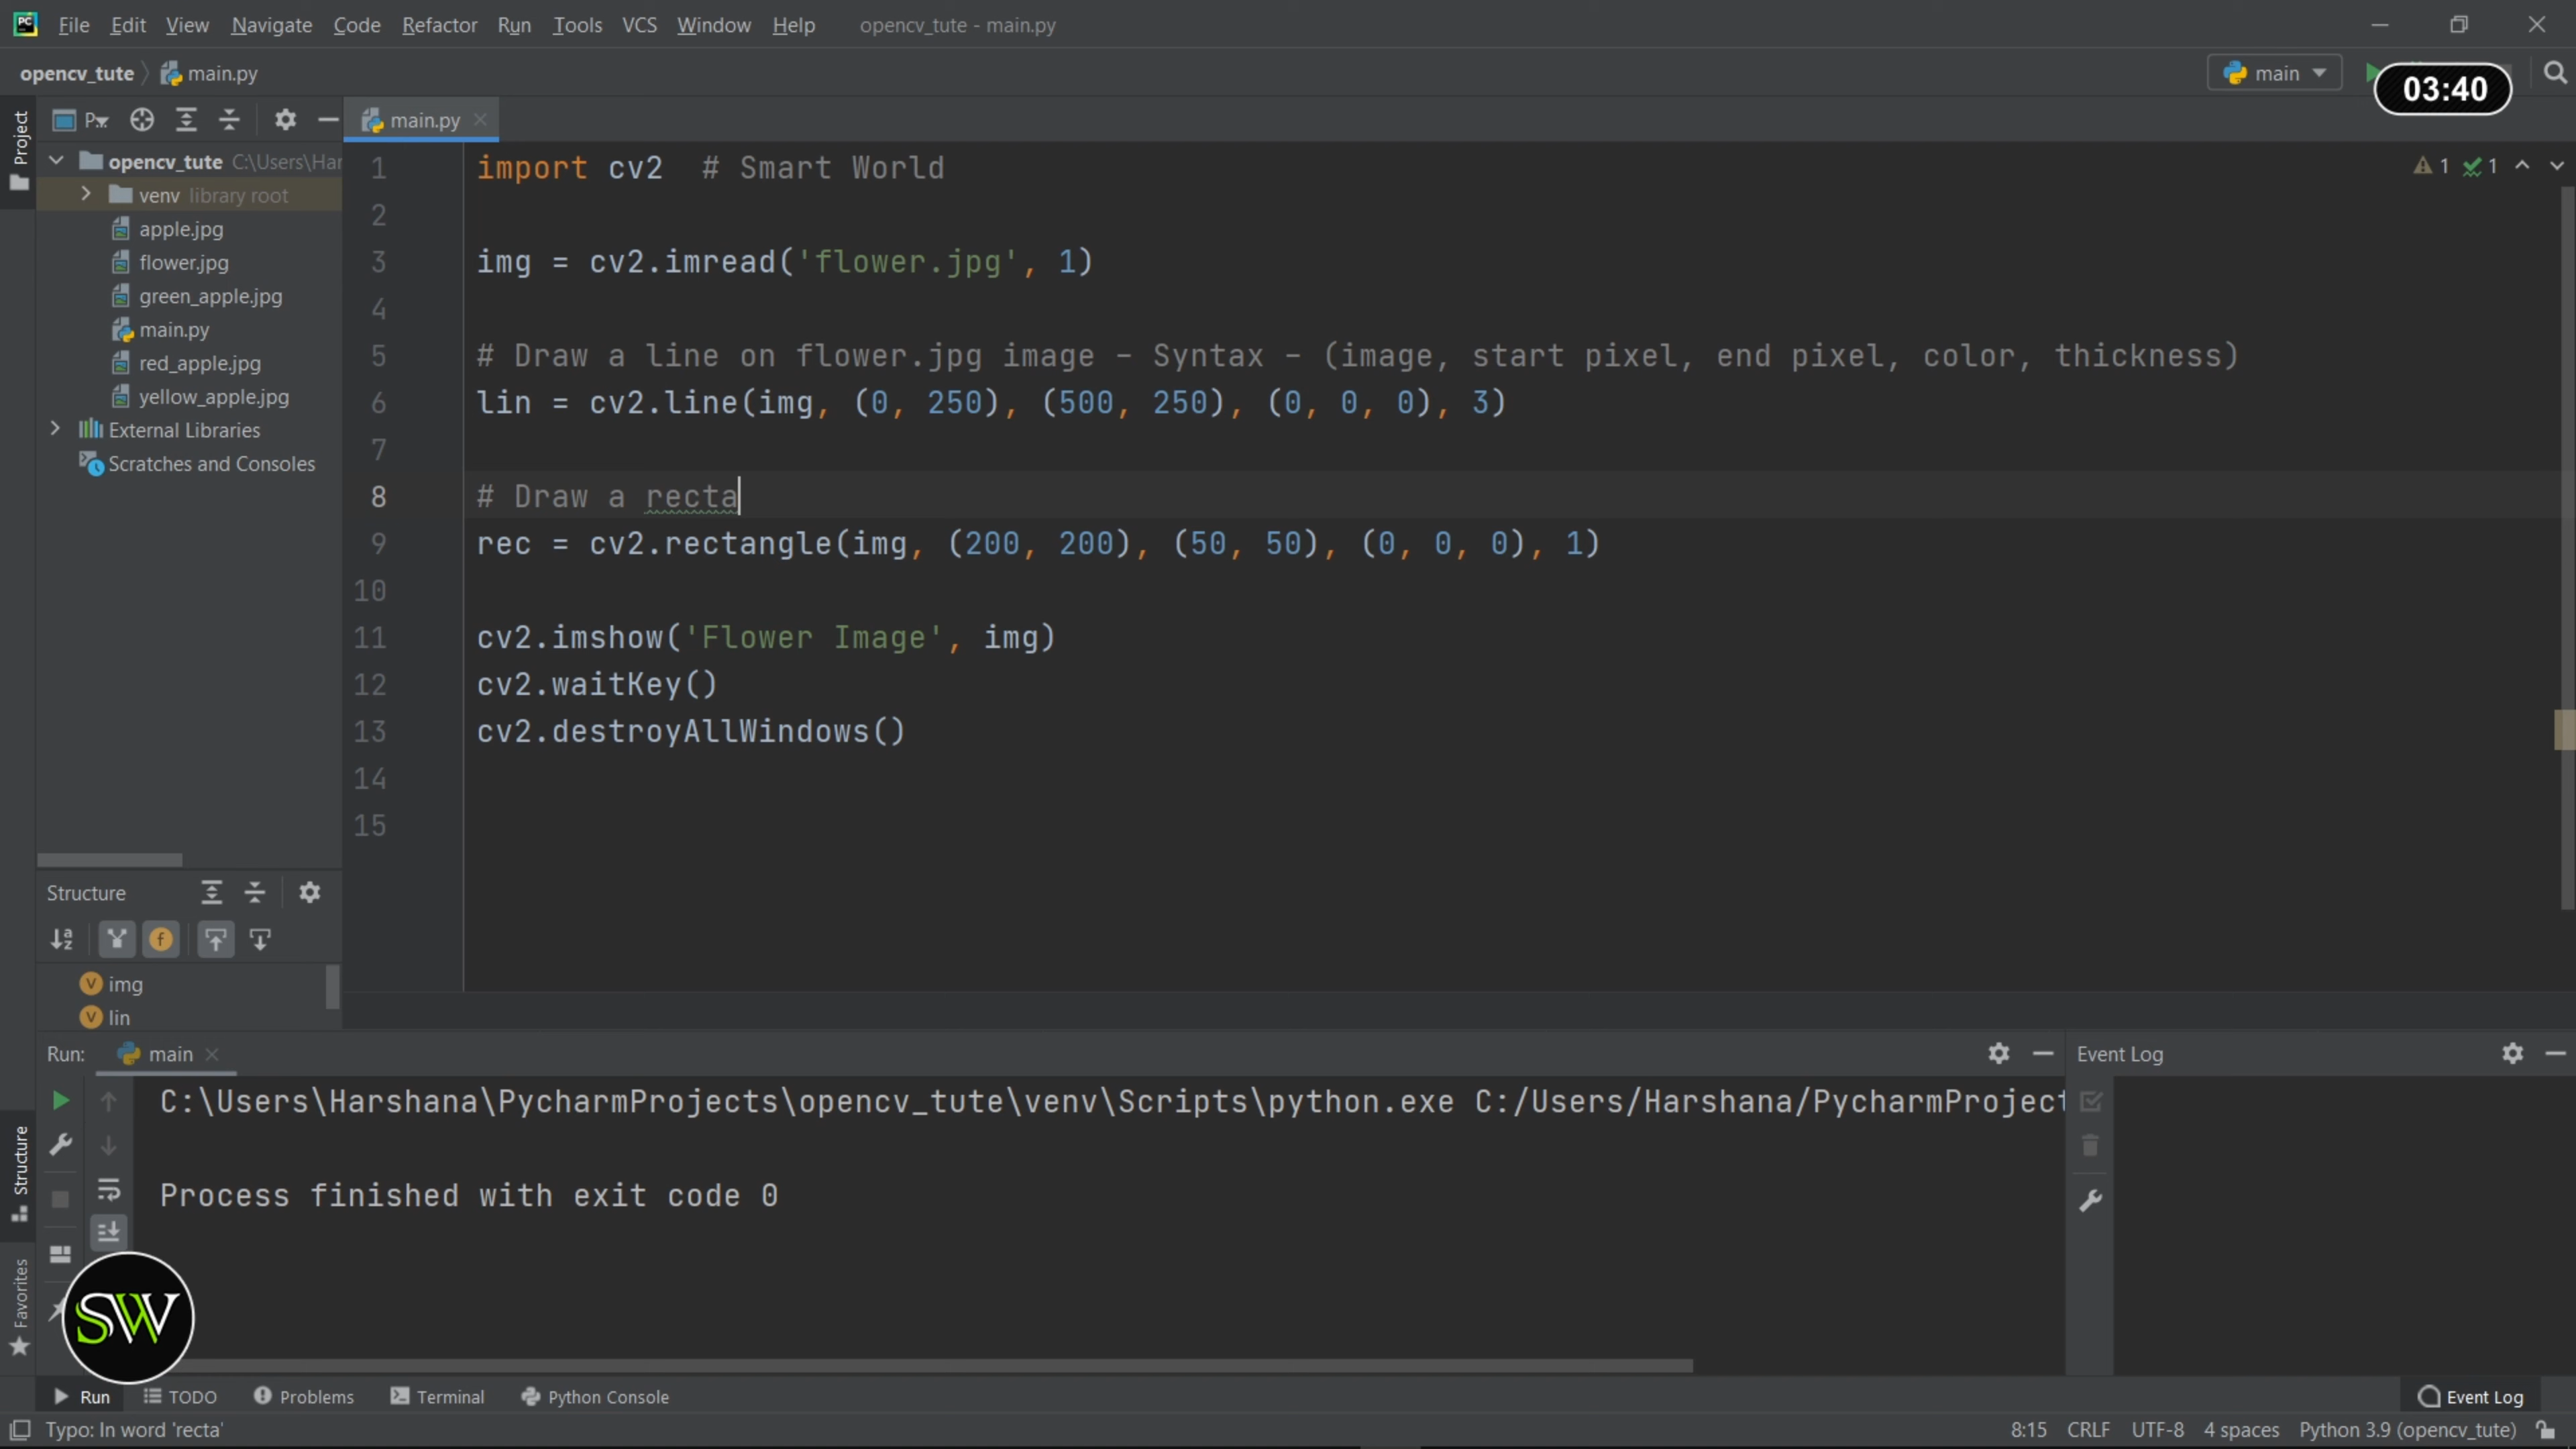 File Edit View Navigate Code Refactor Run Tools VCS Window Help opencv_tute - main.py
opencv_tute main.py
main
03:40
Project
P...
main.py
opencv_tute C:\Users\Har
venv library root
apple.jpg
flower.jpg
green_apple.jpg
main.py
red_apple.jpg
yellow_apple.jpg
External Libraries
Scratches and Consoles
1 import cv2 # Smart World
2
3 img = cv2.imread('flower.jpg', 1)
4
5 # Draw a line on flower.jpg image - Syntax - (image, start pixel, end pixel, color, thickness)
6 lin = cv2.line(img, (0, 250), (500, 250), (0, 0, 0), 3)
7
8 # Draw a recta
9 rec = cv2.rectangle(img, (200, 200), (50, 50), (0, 0, 0), 1)
10
11 cv2.imshow('Flower Image', img)
12 cv2.waitKey()
13 cv2.destroyAllWindows()
14
15
1 1
Structure
img
lin
Run: main
Event Log
C:\Users\Harshana\PycharmProjects\opencv_tute\venv\Scripts\python.exe C:/Users/Harshana/PycharmProject
Process finished with exit code 0
Structure
Favorites
SW
Run TODO Problems Terminal Python Console Event Log
Typo: In word 'recta' 8:15 CRLF UTF-8 4 spaces Python 3.9 (opencv_tute)